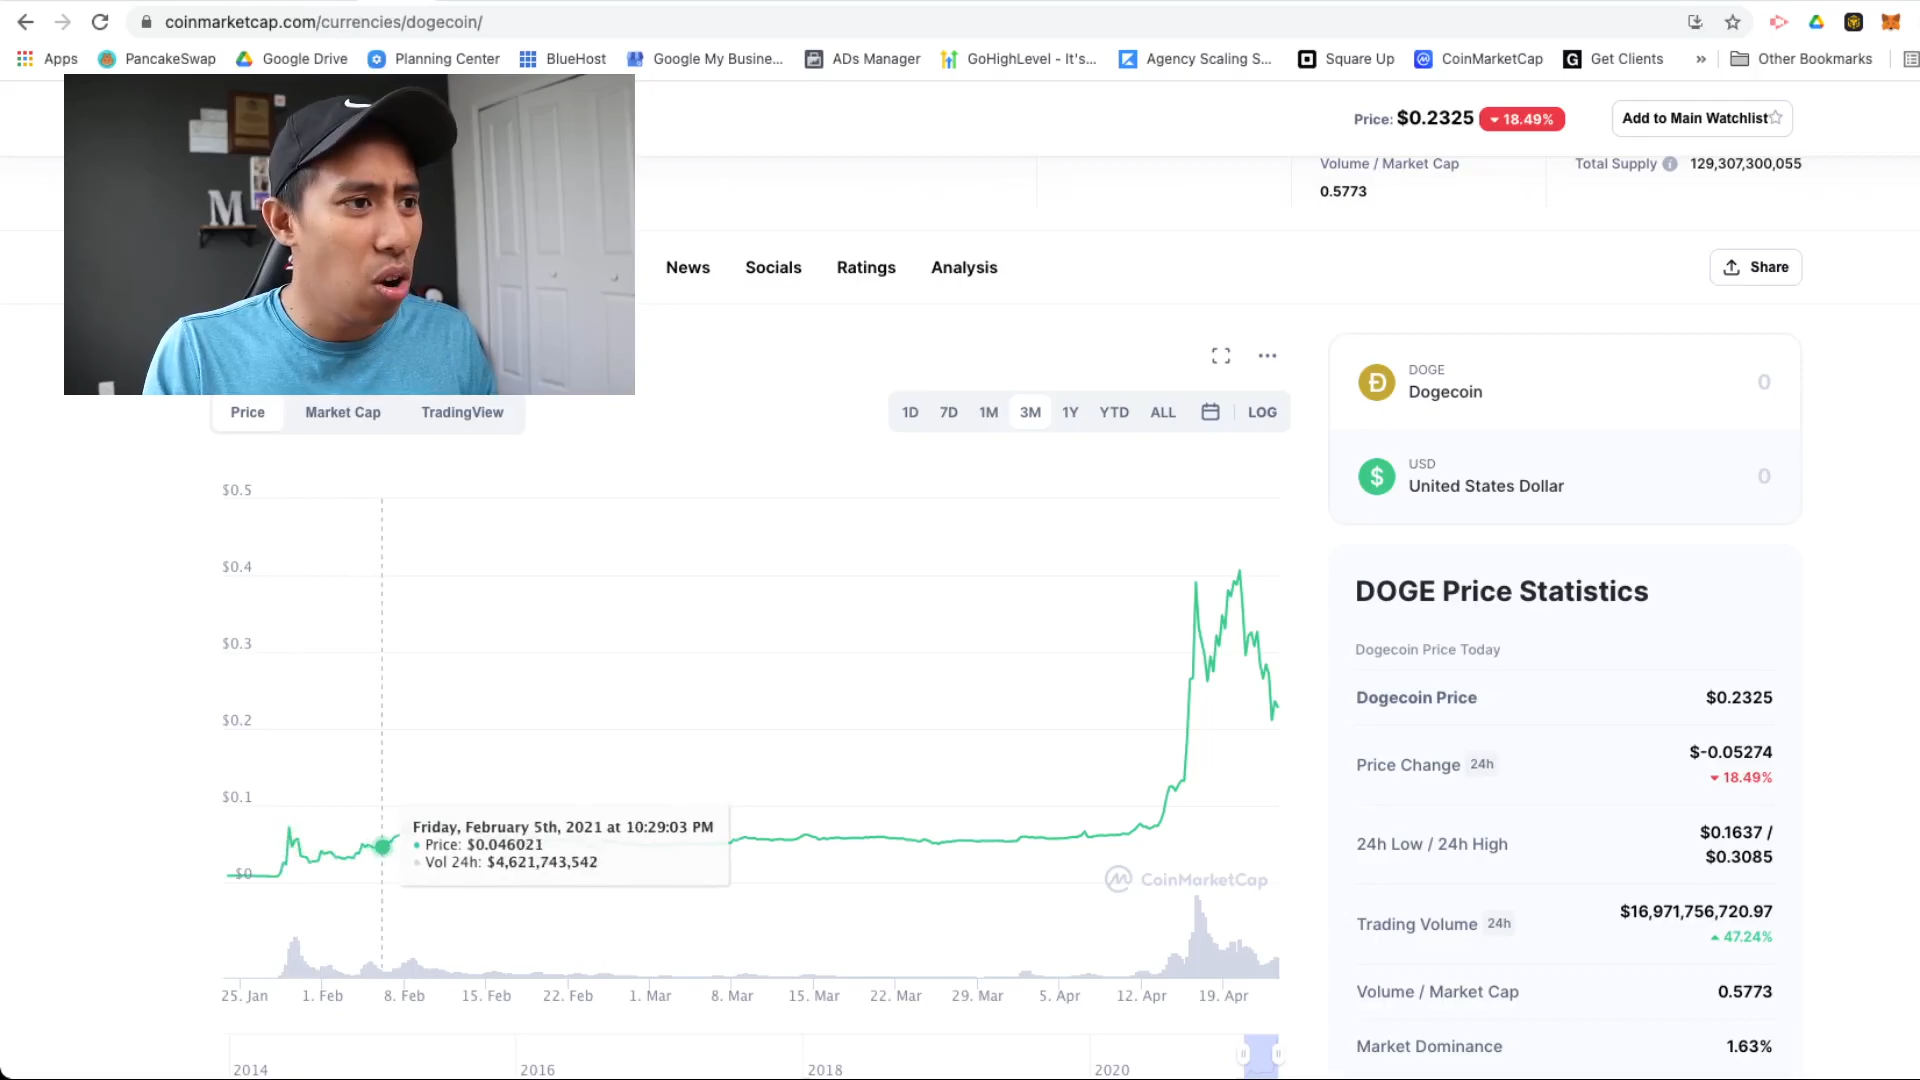 coinmarketcap.com/currencies/dogecoin/
Apps PancakeSwap Google Drive Planning Center BlueHost Google My Busine... ADs Manager GoHighLevel - It's... Agency Scaling S... Square Up CoinMarketCap Get Clients » Other Bookmarks
Price: $0.2325 18.49% Add to Main Watchlist
Volume / Market Cap
0.5773
Total Supply 129,307,300,055
M
News Socials Ratings Analysis
Share
Price Market Cap TradingView
1D 7D 1M 3M 1Y YTD ALL LOG
$0.5
$0.4
$0.3
$0.2
$0.1
$0
Friday, February 5th, 2021 at 10:29:03 PM
Price: $0.046021
Vol 24h: $4,621,743,542
CoinMarketCap
25. Jan 1. Feb 8. Feb 15. Feb 22. Feb 1. Mar 8. Mar 15. Mar 22. Mar 29. Mar 5. Apr 12. Apr 19. Apr
2014 2016 2018 2020
DOGE
Dogecoin 0
USD
United States Dollar 0
DOGE Price Statistics
Dogecoin Price Today
Dogecoin Price $0.2325
Price Change 24h $-0.05274
18.49%
24h Low / 24h High $0.1637 /
$0.3085
Trading Volume 24h $16,971,756,720.97
47.24%
Volume / Market Cap 0.5773
Market Dominance 1.63%